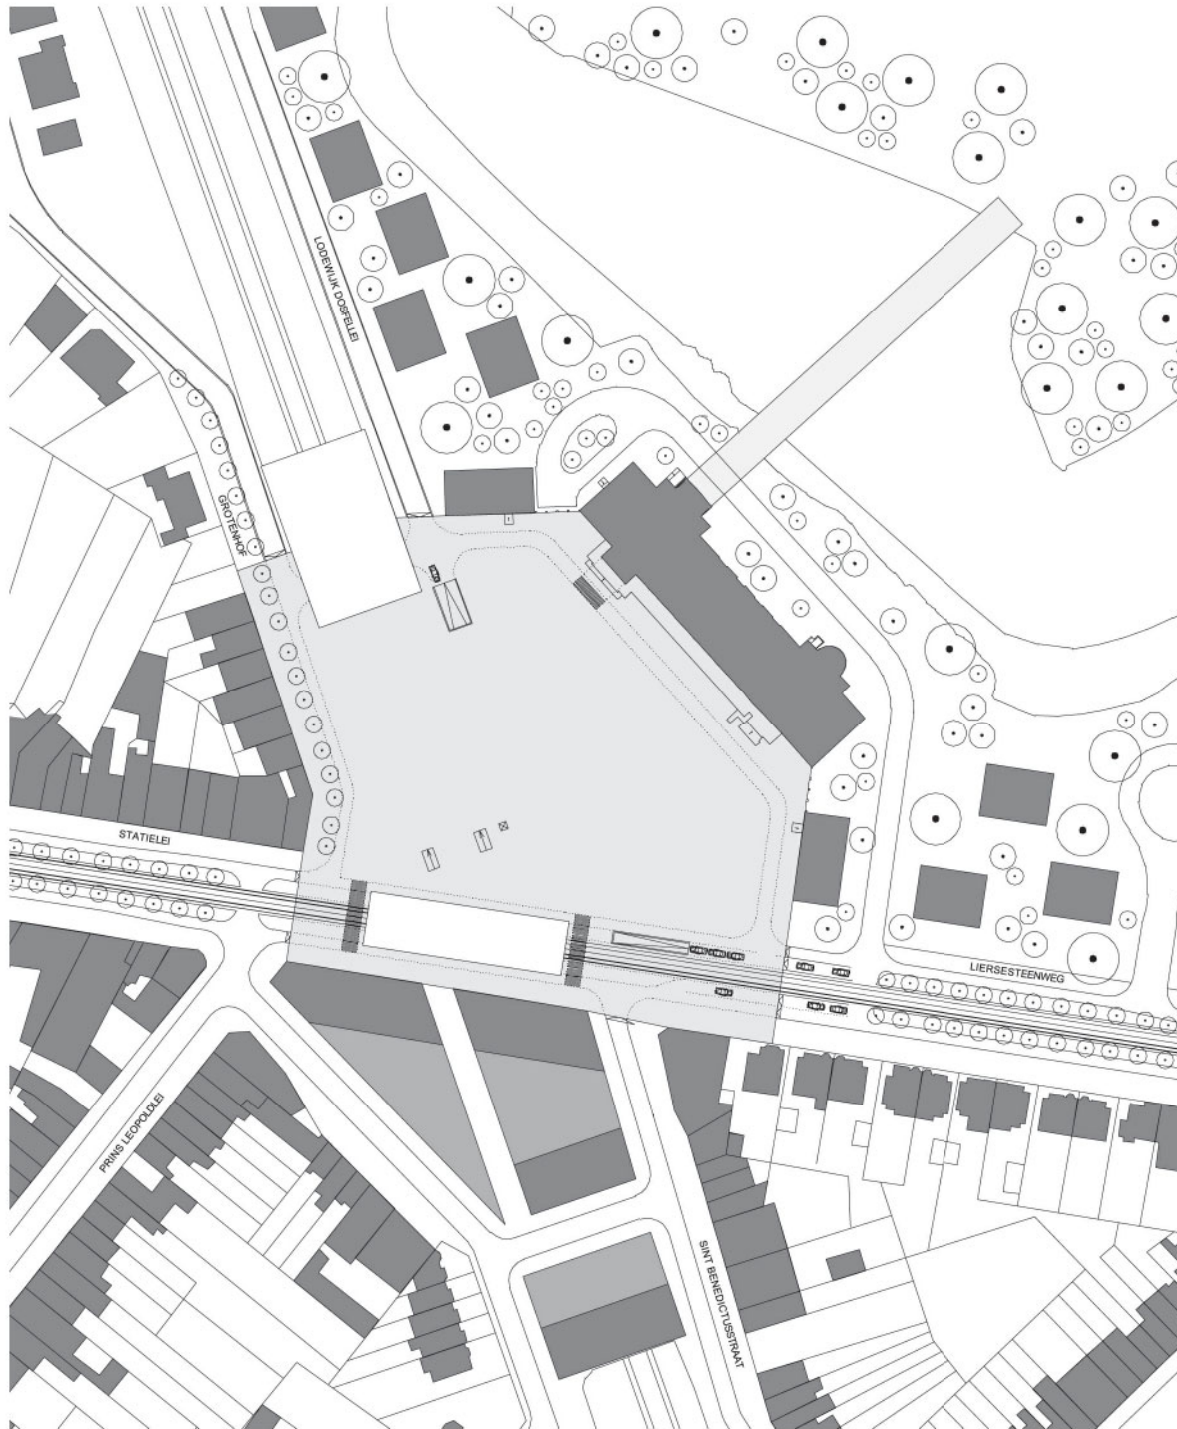 LODEWIJK DOSFELLEI
GROTENHOF
STATIELEI
LIERSESTEENWEG
PRINS LEOPOLDLEI
SINT BENEDICTUSSTRAAT